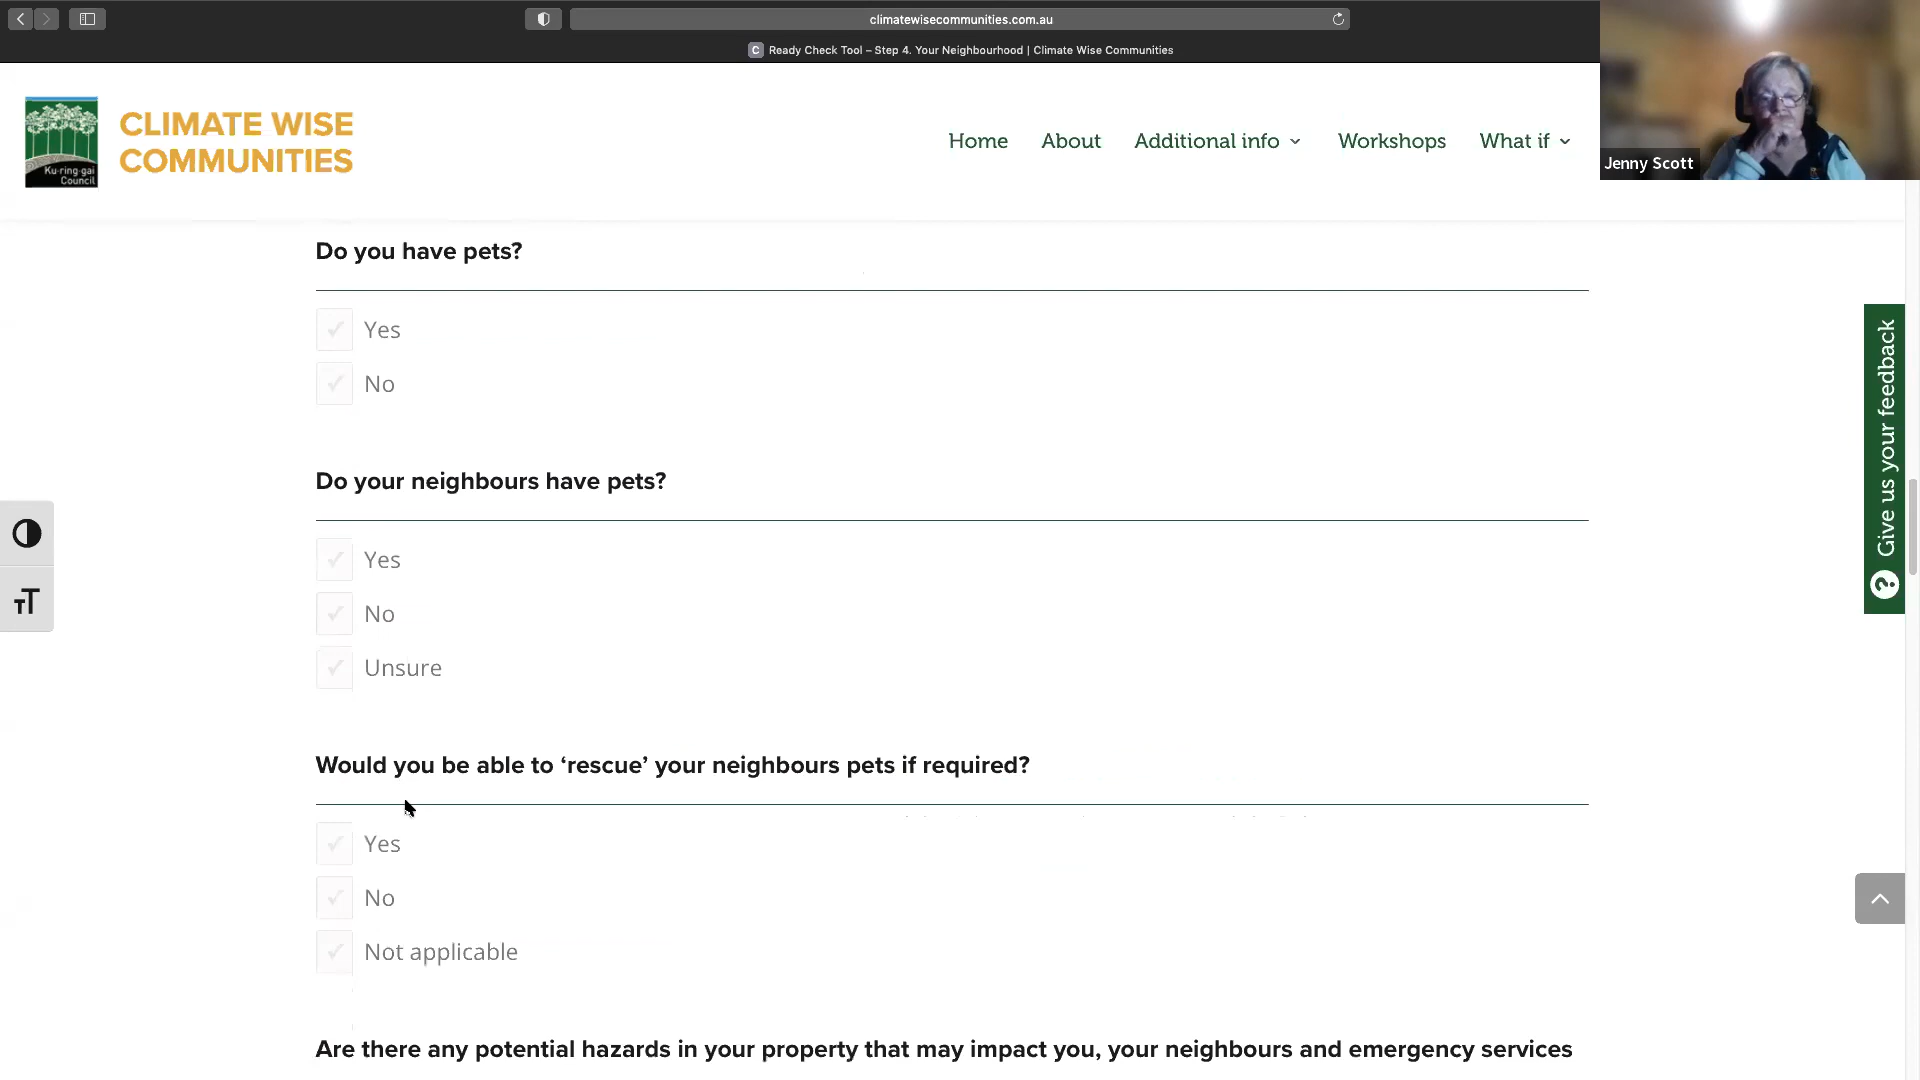 climatewisecommunities.com.au
C Ready Check Tool – Step 4. Your Neighbourhood | Climate Wise Communities
Ku-ring-gai
Council
CLIMATE WISE
COMMUNITIES
Home About Additional info Workshops What if
Jenny Scott
Do you have pets?
Yes
No
Do your neighbours have pets?
Yes
No
Unsure
Would you be able to ‘rescue’ your neighbours pets if required?
Yes
No
Not applicable
Are there any potential hazards in your property that may impact you, your neighbours and emergency services
Give us your feedback
?
TT